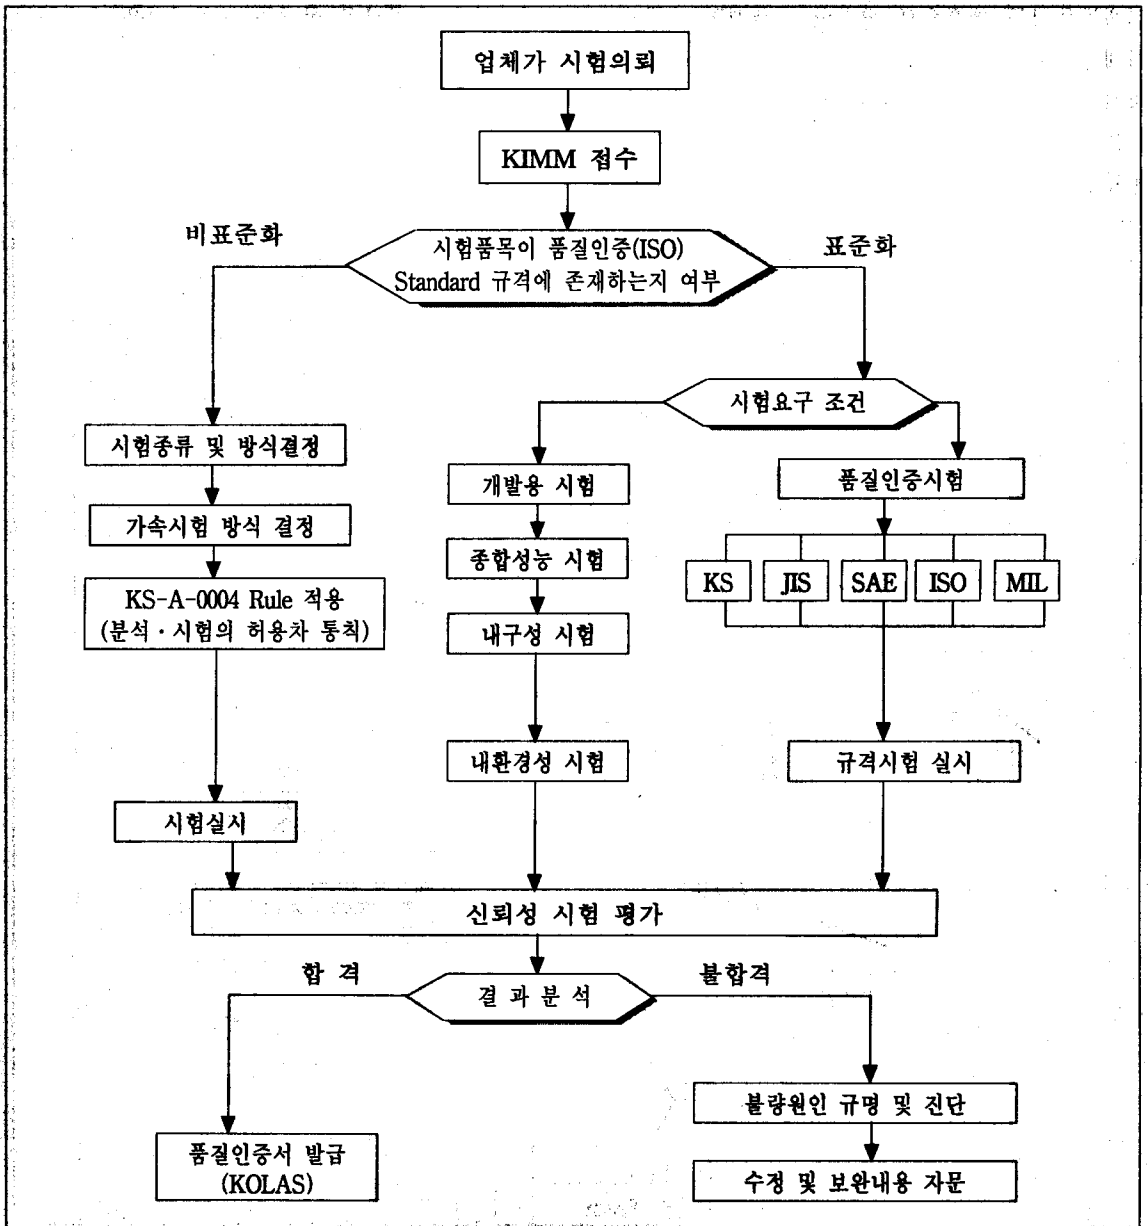 업체가 시험의뢰
KIMM 접수
비표준화
시험품목이 품질인증(ISO)
Standard 규격에 존재하는지 여부
표준화
시험요구 조건
시험종류 및 방식결정
가속시험 방식 결정
KS-A-0004 Rule 적용
(분석·시험의 허용차 통칙)
시험실시
개발용 시험
종합성능 시험
내구성 시험
내환경성 시험
품질인증시험
KS
JIS
SAE
ISO
MIL
규격시험 실시
신뢰성 시험 평가
합 격
결 과 분 석
불합격
품질인증서 발급
(KOLAS)
불량원인 규명 및 진단
수정 및 보완내용 자문